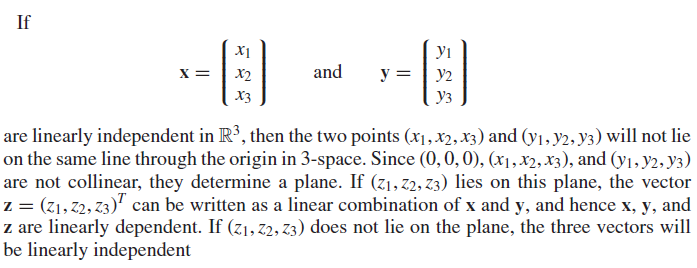 If
x = ( x1 x2 x3 ) and y = ( y1 y2 y3 )
are linearly independent in ℝ³, then the two points (x1, x2, x3) and (y1, y2, y3) will not lie
on the same line through the origin in 3-space. Since (0, 0, 0), (x1, x2, x3), and (y1, y2, y3)
are not collinear, they determine a plane. If (z1, z2, z3) lies on this plane, the vector
z = (z1, z2, z3)ᵀ can be written as a linear combination of x and y, and hence x, y, and
z are linearly dependent. If (z1, z2, z3) does not lie on the plane, the three vectors will
be linearly independent